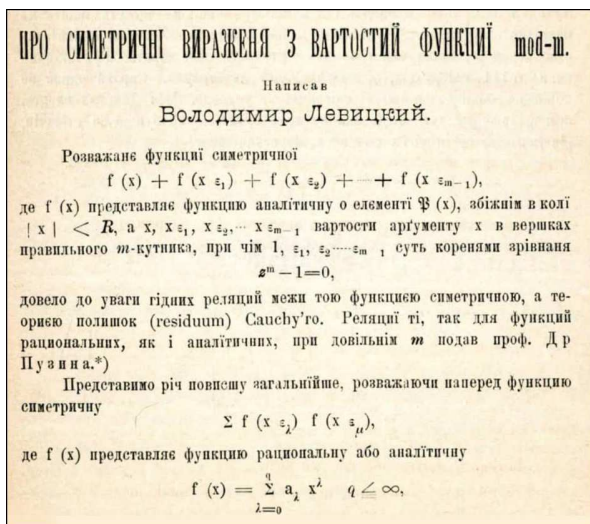 ПРО СИМЕТРИЧНІ ВИРАЖЕНЯ З ВАРТОСТИЙ ФУНКЦИЇ mod-m.
Написав
Володимир Левицкий.
Розважанє функциї симетричної
f (x) + f (x ε₁) + f (x ε₂) + ··· + f (x εₘ₋₁),
де f (x) представляє функцию аналїтичну о елєментї 𝔓 (x), збіжнім в колї
| x | < R, а x, x ε₁, x ε₂,··· x εₘ₋₁ вартости арґументу x в вершках
правильного m-кутника, при чім 1, ε₁, ε₂·····εₘ ₁ суть коренями зрівнаня
zᵐ — 1=0,
довело до уваги гідних реляций межи тою функциєю симетричною, а те-
ориєю полишок (residuum) Cauchy'го. Реляциї ті, так для функций
рациональних, як і аналїтичних, при довільнім m подав проф. Д р
Пузина.*)
Представимо річ повисшу загальнїйше, розважаючи наперед функцию
симетричну
Σ f (x ε_λ) f (x ε_μ),
де f (x) представляє функцию рациональну або аналїтичну
q
f (x) = Σ a_λ x^λ q ∠ ∞,
λ=0